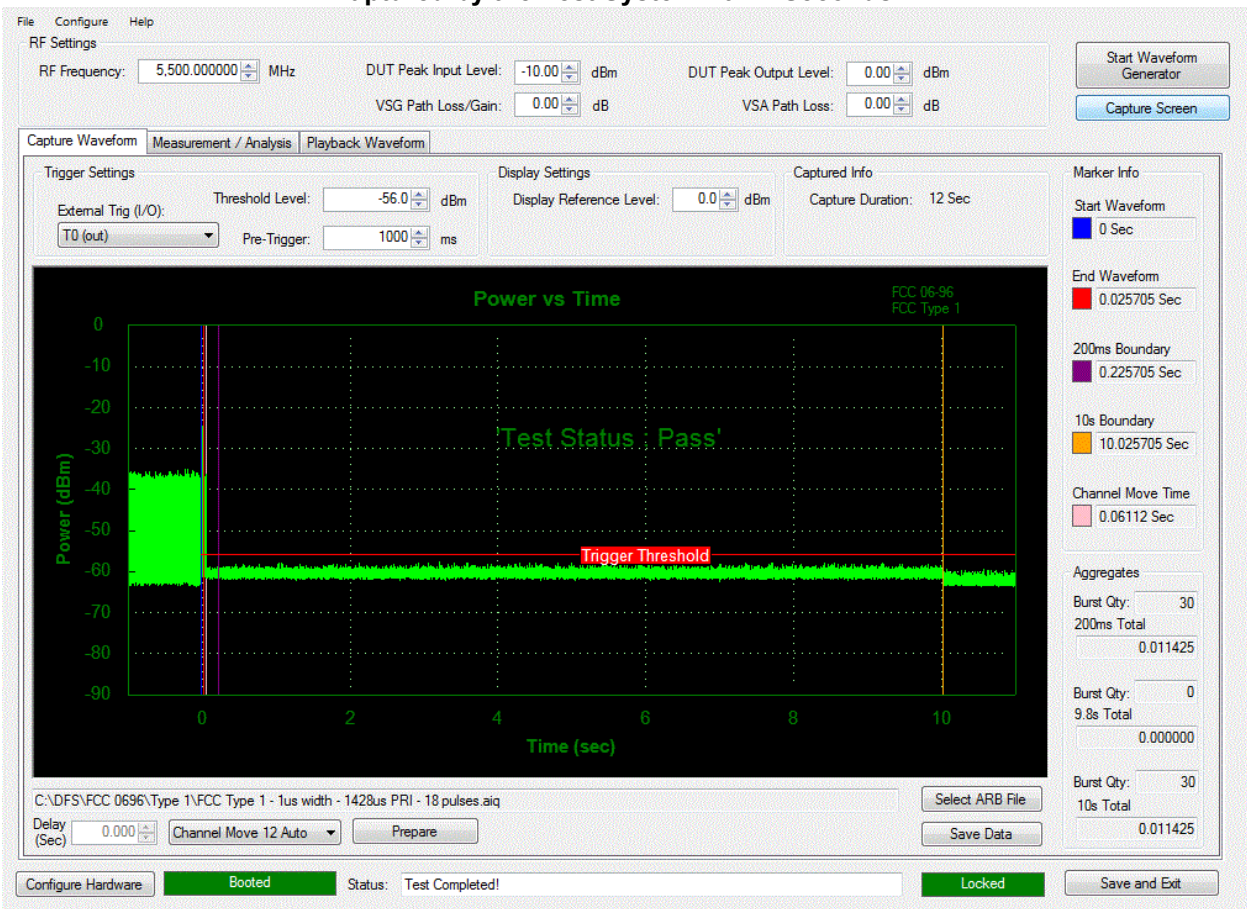 File Configure Help
RF Settings
RF Frequency: 5,500.000000 MHz DUT Peak Input Level: -10.00 dBm DUT Peak Output Level: 0.00 dBm
VSG Path Loss/Gain: 0.00 dB VSA Path Loss: 0.00 dB
Start Waveform
Generator
Capture Screen
Capture Waveform Measurement / Analysis Playback Waveform
Trigger Settings
Threshold Level: -56.0 dBm
External Trig (I/O):
T0 (out) Pre-Trigger: 1000 ms
Display Settings
Display Reference Level: 0.0 dBm
Captured Info
Capture Duration: 12 Sec
Power vs Time
FCC 06-96
FCC Type 1
'Test Status : Pass'
Trigger Threshold
Power (dBm)
0
-10
-20
-30
-40
-50
-60
-70
-80
-90
0 2 4 6 8 10
Time (sec)
Marker Info
Start Waveform
0 Sec
End Waveform
0.025705 Sec
200ms Boundary
0.225705 Sec
10s Boundary
10.025705 Sec
Channel Move Time
0.06112 Sec
Aggregates
Burst Qty: 30
200ms Total
0.011425
Burst Qty: 0
9.8s Total
0.000000
Burst Qty: 30
10s Total
0.011425
C:\DFS\FCC 0696\Type 1\FCC Type 1 - 1us width - 1428us PRI - 18 pulses.aiq Select ARB File
Delay
(Sec) 0.000 Channel Move 12 Auto Prepare Save Data
Configure Hardware Booted Status: Test Completed! Locked Save and Exit